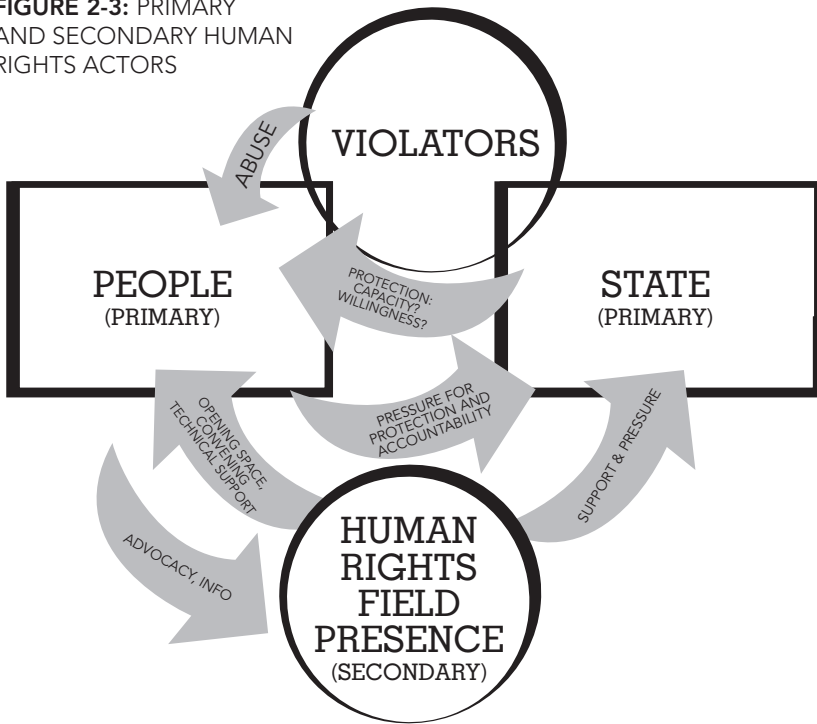 FIGURE 2-3: PRIMARY
AND SECONDARY HUMAN
RIGHTS ACTORS
VIOLATORS
ABUSE
PEOPLE
(PRIMARY)
PROTECTION:
CAPACITY?
WILLINGNESS?
STATE
(PRIMARY)
OPENING SPACE,
CONVENING
TECHNICAL SUPPORT
PRESSURE FOR
PROTECTION AND
ACCOUNTABILITY
SUPPORT & PRESSURE
ADVOCACY, INFO
HUMAN
RIGHTS
FIELD
PRESENCE
(SECONDARY)